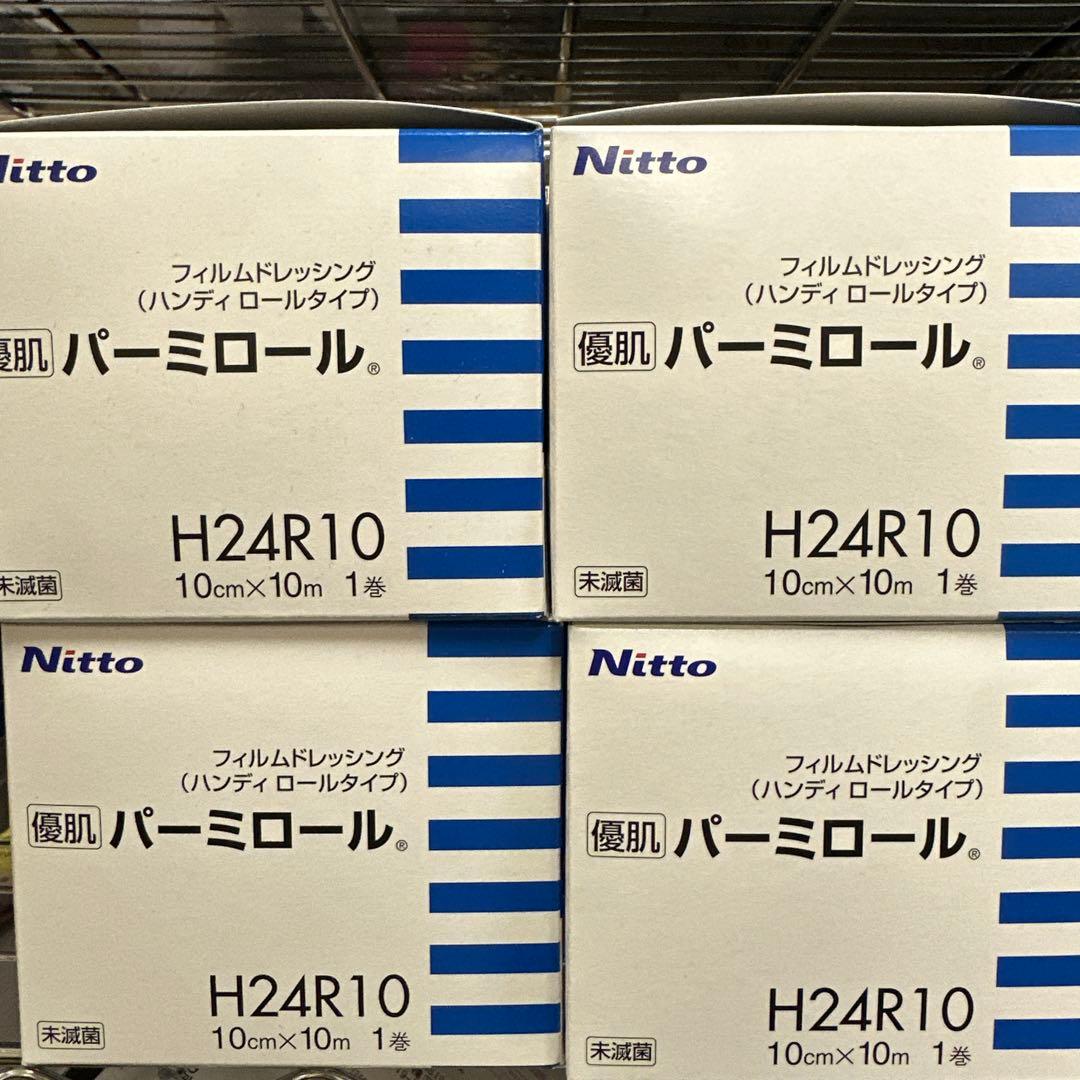 Nitto
フィルムドレッシング
（ハンディ ロールタイプ）
優肌 パーミロール®
H24R10
未滅菌 10cm×10m 1巻
Nitto
フィルムドレッシング
（ハンディ ロールタイプ）
優肌 パーミロール®
H24R10
未滅菌 10cm×10m 1巻
Nitto
フィルムドレッシング
（ハンディ ロールタイプ）
優肌 パーミロール®
H24R10
未滅菌 10cm×10m 1巻
Nitto
フィルムドレッシング
（ハンディ ロールタイプ）
優肌 パーミロール®
H24R10
未滅菌 10cm×10m 1巻